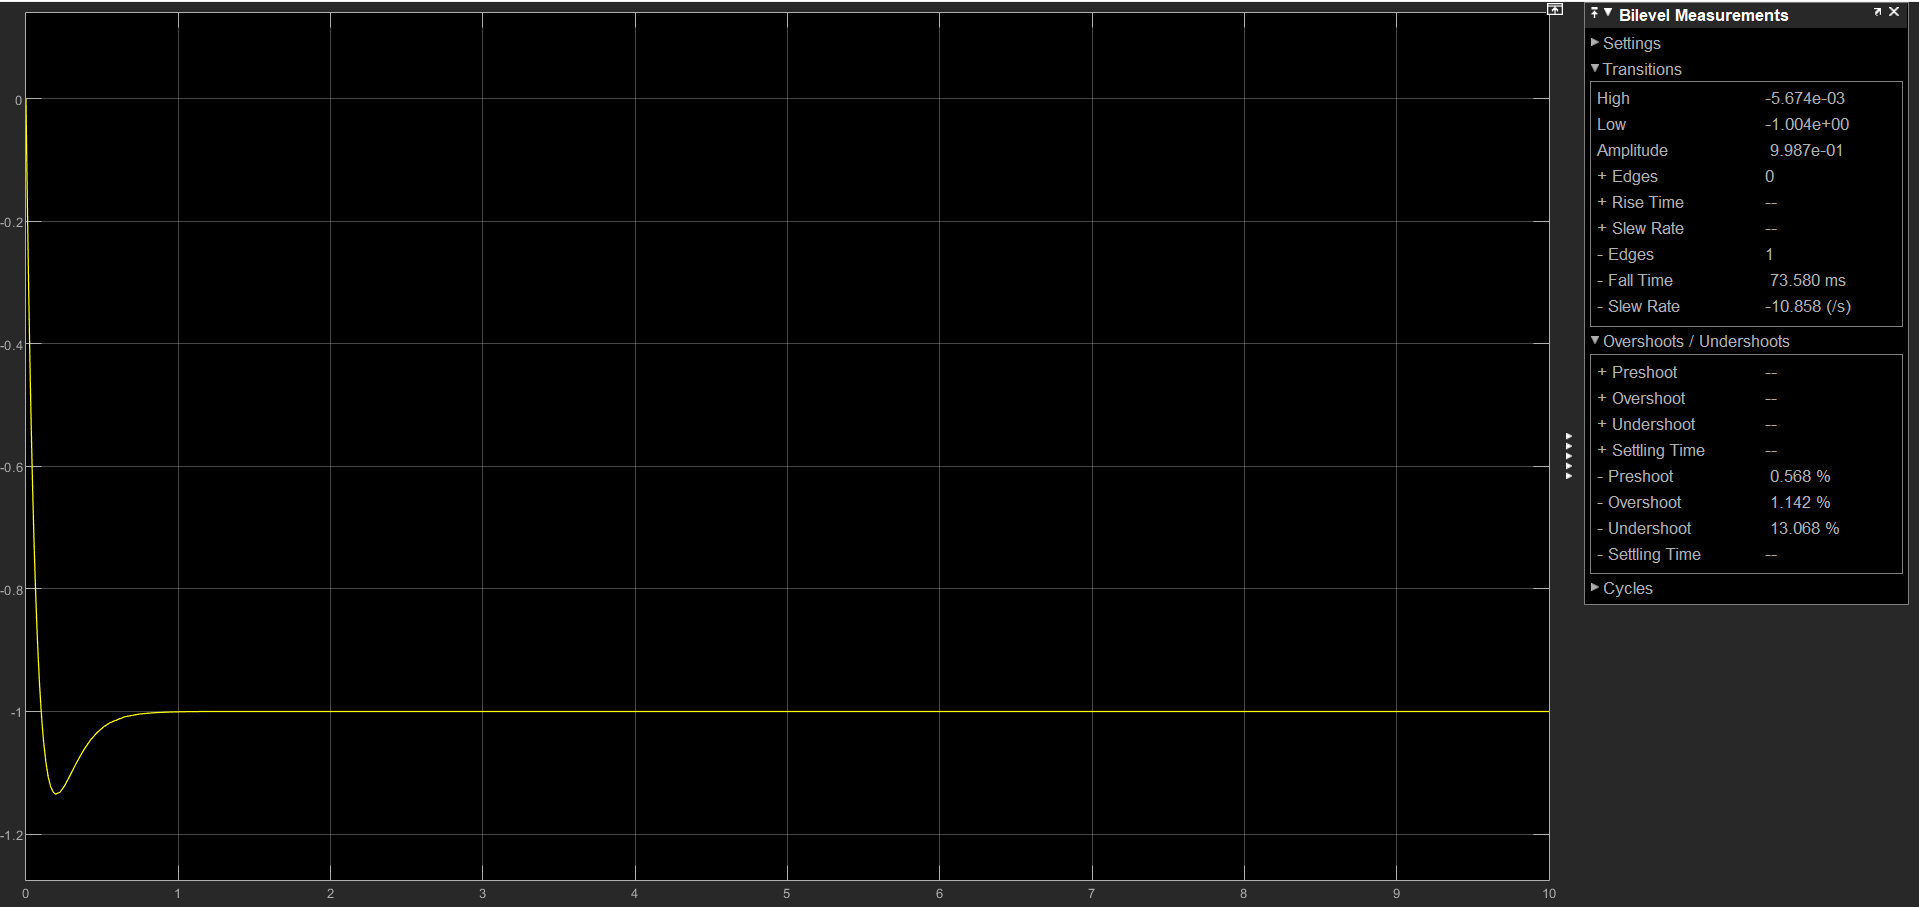 0
-0.2
-0.4
-0.6
-0.8
-1
-1.2
0 1 2 3 4 5 6 7 8 9 10
Bilevel Measurements
Settings
Transitions
High -5.674e-03
Low -1.004e+00
Amplitude 9.987e-01
+ Edges 0
+ Rise Time --
+ Slew Rate --
- Edges 1
- Fall Time 73.580 ms
- Slew Rate -10.858 (/s)
Overshoots / Undershoots
+ Preshoot --
+ Overshoot --
+ Undershoot --
+ Settling Time --
- Preshoot 0.568 %
- Overshoot 1.142 %
- Undershoot 13.068 %
- Settling Time --
Cycles